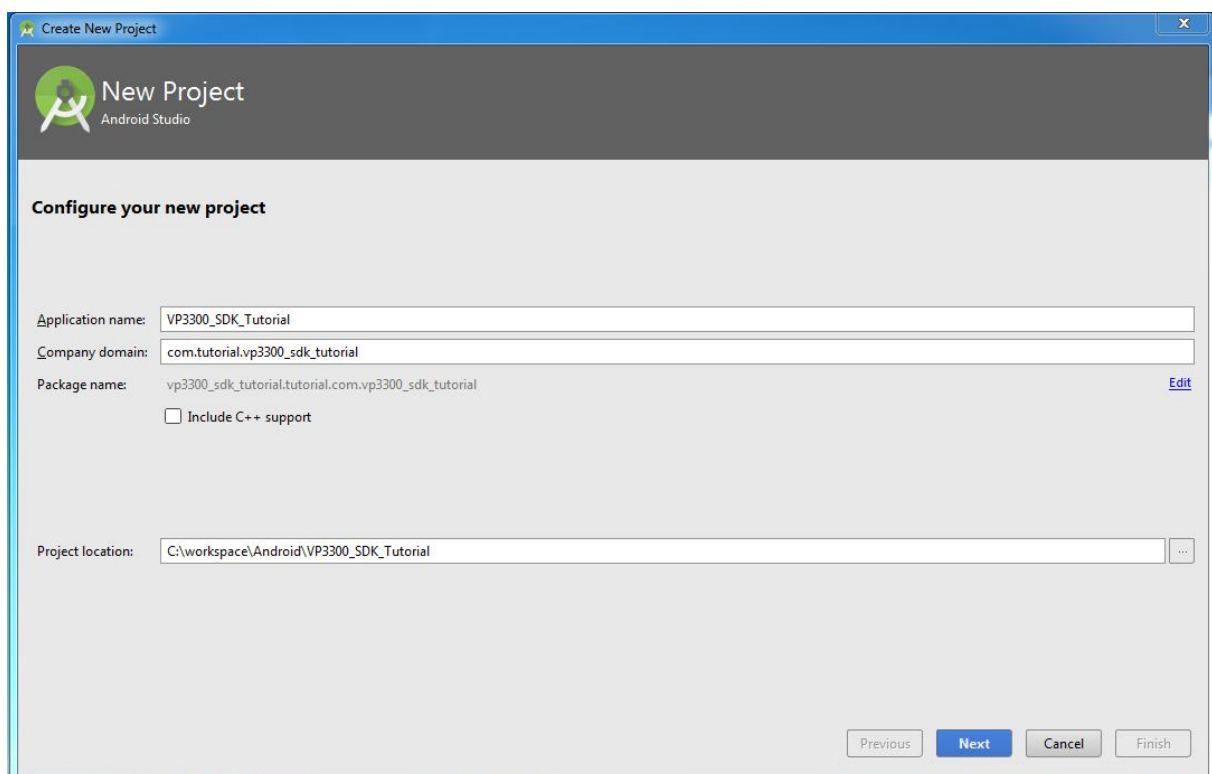 Create New Project
New Project
Android Studio
Configure your new project
Application name: VP3300_SDK_Tutorial
Company domain: com.tutorial.vp3300_sdk_tutorial
Package name: vp3300_sdk_tutorial.tutorial.com.vp3300_sdk_tutorial Edit
Include C++ support
Project location: C:\workspace\Android\VP3300_SDK_Tutorial ...
Previous Next Cancel Finish